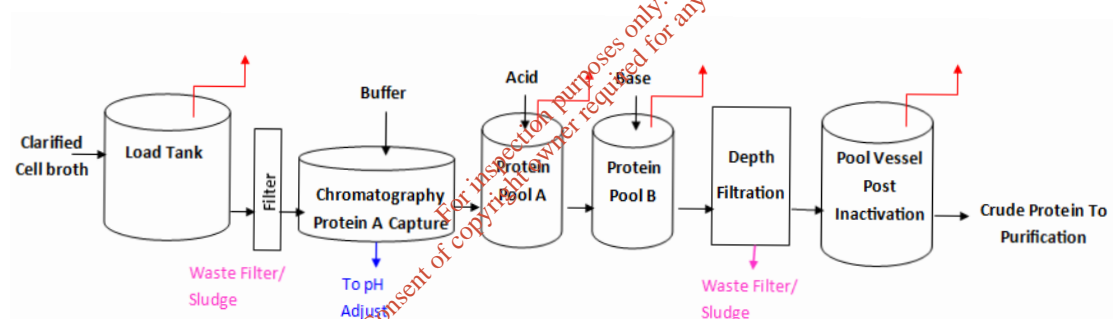 Acid
Base
Buffer
Clarified
Cell broth
Load Tank
Filter
Chromatography
Protein A Capture
Protein
Pool A
Protein
Pool B
Depth
Filtration
Pool Vessel
Post
Inactivation
Crude Protein To
Purification
Waste Filter/
Sludge
To pH
Adjust
Waste Filter/
Sludge
For inspection purposes only.
onsent of copyright owner required for any